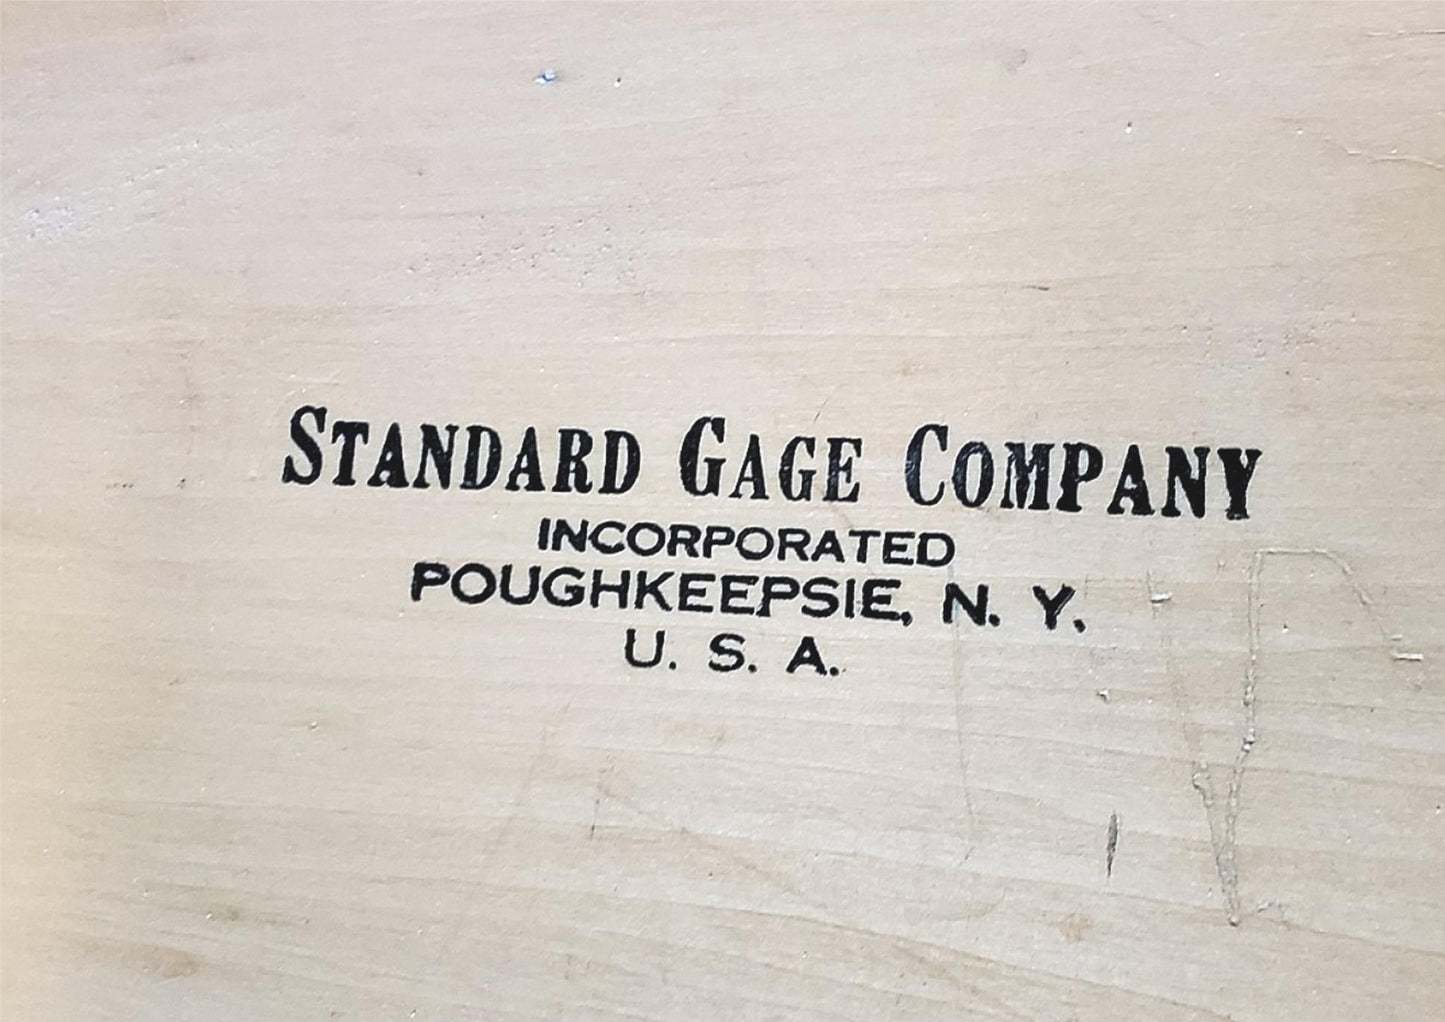 STANDARD GAGE COMPANY
INCORPORATED
POUGHKEEPSIE, N. Y.
U. S. A.